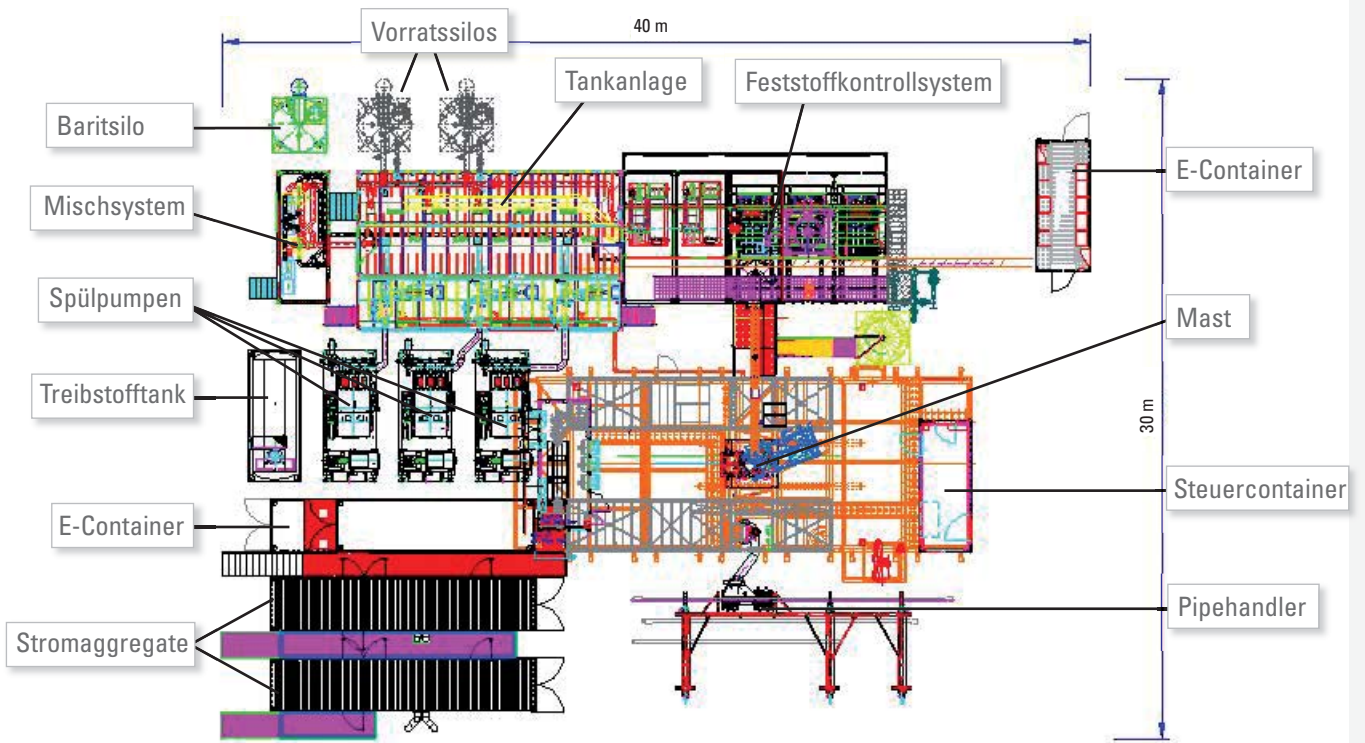 Vorratssilos
40 m
Tankanlage
Feststoffkontrollsystem
Baritsilo
E-Container
Mischsystem
Spülpumpen
Mast
Treibstofftank
30 m
Steuercontainer
E-Container
Pipehandler
Stromaggregate